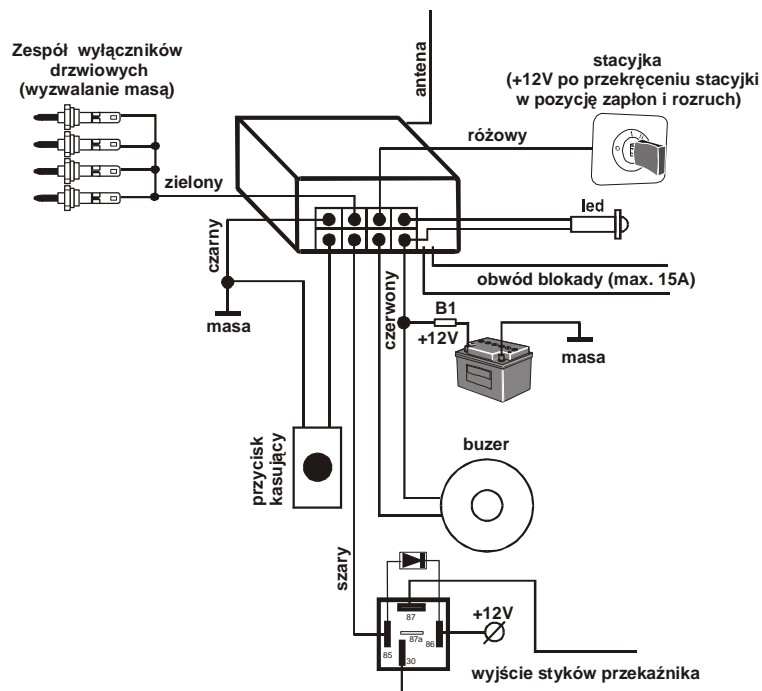 Zespół wyłączników
drzwiowych
(wyzwalanie masą)
antena
stacyjka
(+12V po przekręceniu stacyjki
w pozycję zapłon i rozruch)
różowy
zielony
led
czarny
obwód blokady (max. 15A)
masa
czerwony
B1
+12V
masa
przycisk
kasujący
buzer
szary
87
87a
85
86
30
+12V
wyjście styków przekaźnika